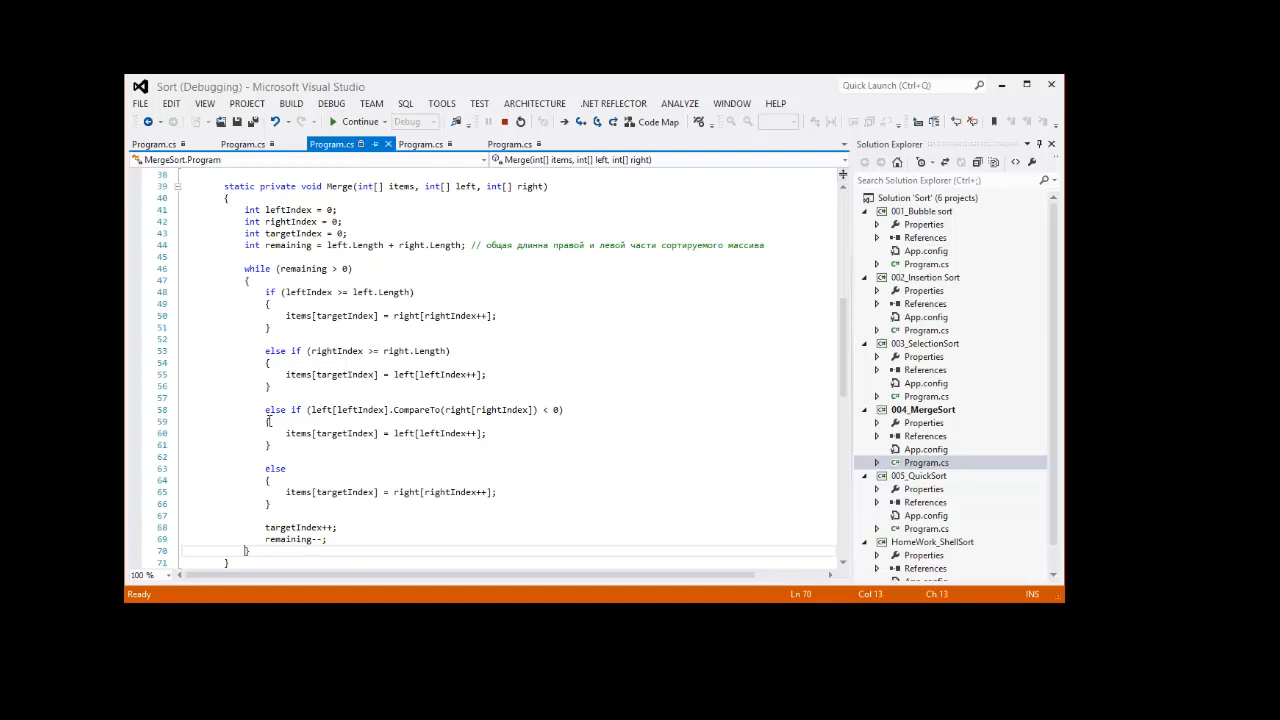 Sort (Debugging) - Microsoft Visual Studio
Quick Launch (Ctrl+Q)
FILE EDIT VIEW PROJECT BUILD DEBUG TEAM SQL TOOLS TEST ARCHITECTURE .NET REFLECTOR ANALYZE WINDOW HELP
Continue Debug Code Map
Program.cs Program.cs Program.cs Program.cs Program.cs
MergeSort.Program Merge(int[] items, int[] left, int[] right)
38
39 static private void Merge(int[] items, int[] left, int[] right)
40 {
41 int leftIndex = 0;
42 int rightIndex = 0;
43 int targetIndex = 0;
44 int remaining = left.Length + right.Length; // общая длинна правой и левой части сортируемого массива
45
46 while (remaining > 0)
47 {
48 if (leftIndex >= left.Length)
49 {
50 items[targetIndex] = right[rightIndex++];
51 }
52
53 else if (rightIndex >= right.Length)
54 {
55 items[targetIndex] = left[leftIndex++];
56 }
57
58 else if (left[leftIndex].CompareTo(right[rightIndex]) < 0)
59 {
60 items[targetIndex] = left[leftIndex++];
61 }
62
63 else
64 {
65 items[targetIndex] = right[rightIndex++];
66 }
67
68 targetIndex++;
69 remaining--;
70 }
71 }
100 %
Solution Explorer
Search Solution Explorer (Ctrl+;)
Solution 'Sort' (6 projects)
001_Bubble sort
Properties
References
App.config
Program.cs
002_Insertion Sort
Properties
References
App.config
Program.cs
003_SelectionSort
Properties
References
App.config
Program.cs
004_MergeSort
Properties
References
App.config
Program.cs
005_QuickSort
Properties
References
App.config
Program.cs
HomeWork_ShellSort
Properties
References
App.config
Ready Ln 70 Col 13 Ch 13 INS